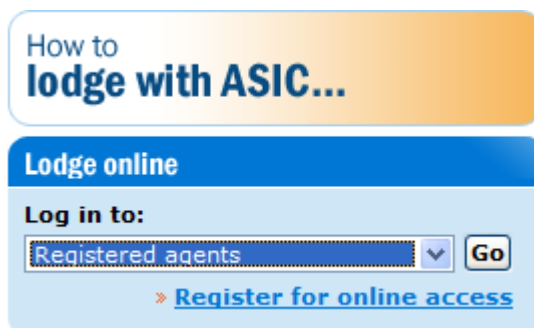 How to
lodge with ASIC...
Lodge online
Log in to:
Registered agents Go
» Register for online access